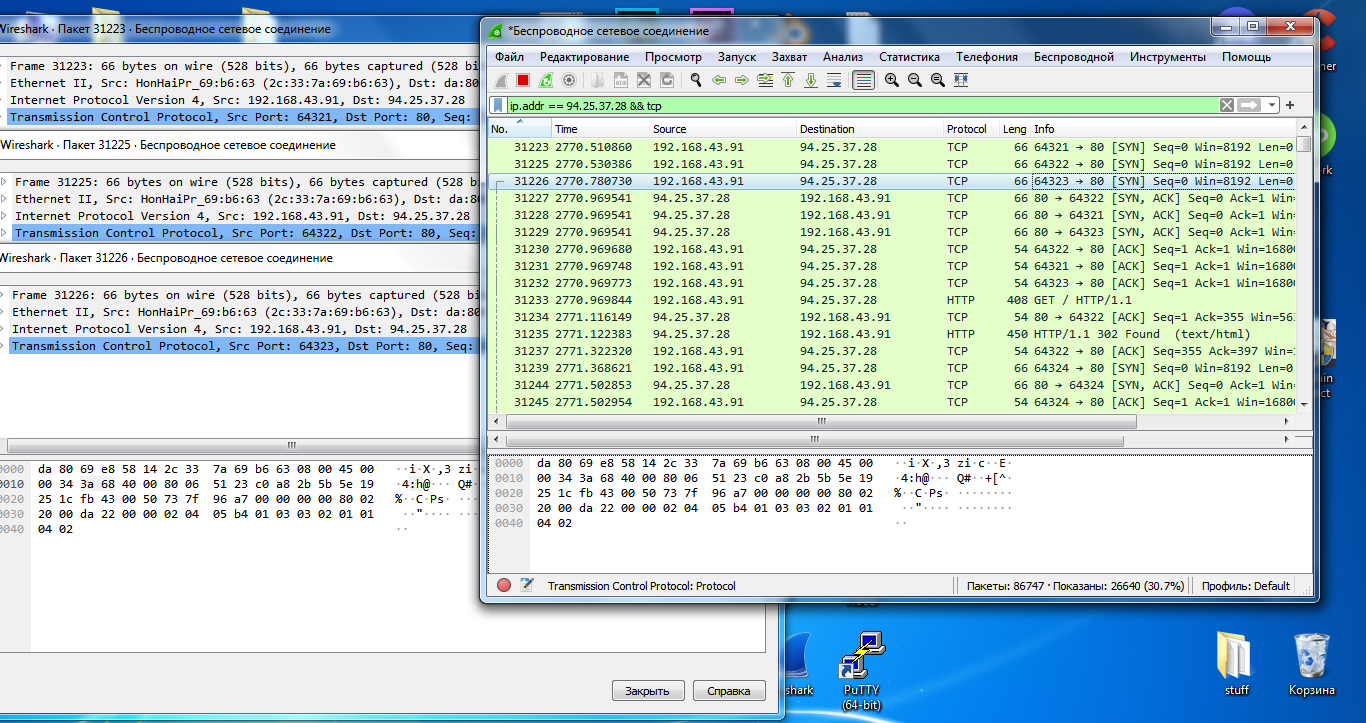 Wireshark · Пакет 31223 · Беспроводное сетевое соединение
Frame 31223: 66 bytes on wire (528 bits), 66 bytes captured (528 bi
Ethernet II, Src: HonHaiPr_69:b6:63 (2c:33:7a:69:b6:63), Dst: da:80
Internet Protocol Version 4, Src: 192.168.43.91, Dst: 94.25.37.28
Transmission Control Protocol, Src Port: 64321, Dst Port: 80, Seq:
Wireshark · Пакет 31225 · Беспроводное сетевое соединение
Frame 31225: 66 bytes on wire (528 bits), 66 bytes captured (528 b
Ethernet II, Src: HonHaiPr_69:b6:63 (2c:33:7a:69:b6:63), Dst: da:8
Internet Protocol Version 4, Src: 192.168.43.91, Dst: 94.25.37.28
Transmission Control Protocol, Src Port: 64322, Dst Port: 80, Seq:
Wireshark · Пакет 31226 · Беспроводное сетевое соединение
Frame 31226: 66 bytes on wire (528 bits), 66 bytes captured (528 bi
Ethernet II, Src: HonHaiPr_69:b6:63 (2c:33:7a:69:b6:63), Dst: da:80
Internet Protocol Version 4, Src: 192.168.43.91, Dst: 94.25.37.28
Transmission Control Protocol, Src Port: 64323, Dst Port: 80, Seq:
0000 da 80 69 e8 58 14 2c 33 7a 69 b6 63 08 00 45 00 ··i·X·,3 zi·
0010 00 34 3a 68 40 00 80 06 51 23 c0 a8 2b 5b 5e 19 ·4:h@··· Q#·
0020 25 1c fb 43 00 50 73 7f 96 a7 00 00 00 00 80 02 %··C·Ps· ···
0030 20 00 da 22 00 00 02 04 05 b4 01 03 03 02 01 01 ··"···· ···
0040 04 02 ··
Закрыть
Справка
*Беспроводное сетевое соединение
Файл Редактирование Просмотр Запуск Захват Анализ Статистика Телефония Беспроводной Инструменты Помощь
ip.addr == 94.25.37.28 && tcp
No. Time Source Destination Protocol Leng Info
31223 2770.510860 192.168.43.91 94.25.37.28 TCP 66 64321 → 80 [SYN] Seq=0 Win=8192 Len=0
31225 2770.530386 192.168.43.91 94.25.37.28 TCP 66 64322 → 80 [SYN] Seq=0 Win=8192 Len=0
31226 2770.780730 192.168.43.91 94.25.37.28 TCP 66 64323 → 80 [SYN] Seq=0 Win=8192 Len=0
31227 2770.969541 94.25.37.28 192.168.43.91 TCP 66 80 → 64322 [SYN, ACK] Seq=0 Ack=1 Win=
31228 2770.969541 94.25.37.28 192.168.43.91 TCP 66 80 → 64321 [SYN, ACK] Seq=0 Ack=1 Win=
31229 2770.969541 94.25.37.28 192.168.43.91 TCP 66 80 → 64323 [SYN, ACK] Seq=0 Ack=1 Win=
31230 2770.969680 192.168.43.91 94.25.37.28 TCP 54 64322 → 80 [ACK] Seq=1 Ack=1 Win=1680
31231 2770.969748 192.168.43.91 94.25.37.28 TCP 54 64321 → 80 [ACK] Seq=1 Ack=1 Win=1680
31232 2770.969773 192.168.43.91 94.25.37.28 TCP 54 64323 → 80 [ACK] Seq=1 Ack=1 Win=1680
31233 2770.969844 192.168.43.91 94.25.37.28 HTTP 408 GET / HTTP/1.1
31234 2771.116149 94.25.37.28 192.168.43.91 TCP 54 80 → 64322 [ACK] Seq=1 Ack=355 Win=56
31235 2771.122383 94.25.37.28 192.168.43.91 HTTP 450 HTTP/1.1 302 Found (text/html)
31237 2771.322320 192.168.43.91 94.25.37.28 TCP 54 64322 → 80 [ACK] Seq=355 Ack=397 Win=
31239 2771.368621 192.168.43.91 94.25.37.28 TCP 66 64324 → 80 [SYN] Seq=0 Win=8192 Len=0
31244 2771.502853 94.25.37.28 192.168.43.91 TCP 66 80 → 64324 [SYN, ACK] Seq=0 Ack=1 Win=
31245 2771.502954 192.168.43.91 94.25.37.28 TCP 54 64324 → 80 [ACK] Seq=1 Ack=1 Win=1680
0000 da 80 69 e8 58 14 2c 33 7a 69 b6 63 08 00 45 00 ··i·X·,3 zi·c··E·
0010 00 34 3a 68 40 00 80 06 51 23 c0 a8 2b 5b 5e 19 ·4:h@··· Q#··+[^·
0020 25 1c fb 43 00 50 73 7f 96 a7 00 00 00 00 80 02 %··C·Ps· ········
0030 20 00 da 22 00 00 02 04 05 b4 01 03 03 02 01 01 ··"···· ········
0040 04 02 ··
Transmission Control Protocol: Protocol
Пакеты: 86747 · Показаны: 26640 (30.7%)
Профиль: Default
shark
PuTTY
(64-bit)
stuff
Корзина